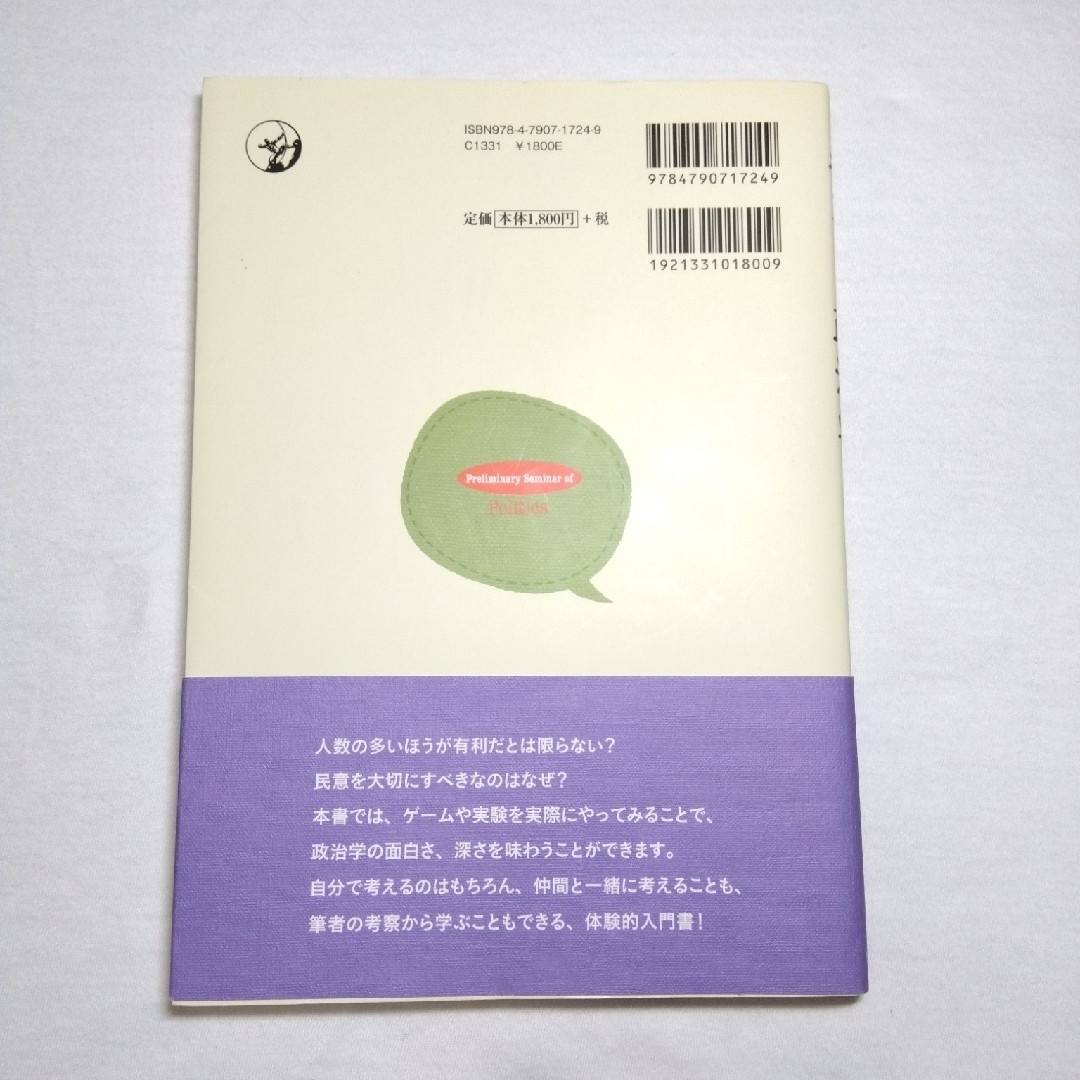 ISBN978-4-7907-1724-9
C1331 ¥1800E
定価 本体1,800円 + 税
9784790717249
1921331018009
Preliminary Seminar of
Politics
人数の多いほうが有利だとは限らない?
民意を大切にすべきなのはなぜ?
本書では、ゲームや実験を実際にやってみることで、
政治学の面白さ、深さを味わうことができます。
自分で考えるのはもちろん、仲間と一緒に考えることも、
筆者の考察から学ぶこともできる、体験的入門書!